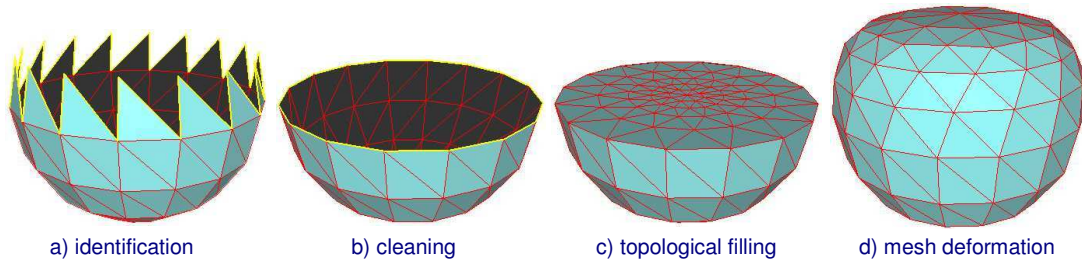 a) identification
b) cleaning
c) topological filling
d) mesh deformation